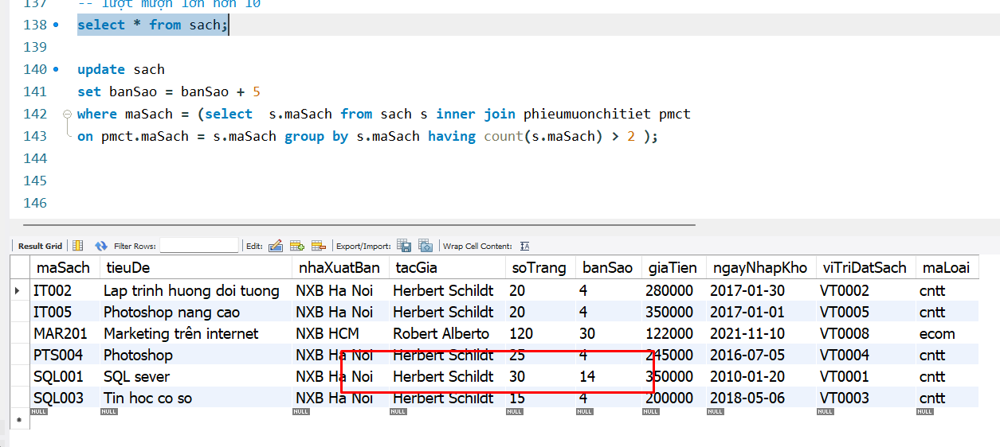 137 -- lượt mượn lớn hơn 10
138 select * from sach;
139
140 update sach
141 set banSao = banSao + 5
142 where maSach = (select s.maSach from sach s inner join phieumuonchitiet pmct
143 on pmct.maSach = s.maSach group by s.maSach having count(s.maSach) > 2 );
144
145
146
Result Grid Filter Rows: Edit: Export/Import: Wrap Cell Content:
maSach tieuDe nhaXuatBan tacGia soTrang banSao giaTien ngayNhapKho viTriDatSach maLoai
IT002 Lap trinh huong doi tuong NXB Ha Noi Herbert Schildt 20 4 280000 2017-01-30 VT0002 cntt
IT005 Photoshop nang cao NXB Ha Noi Herbert Schildt 20 4 350000 2017-01-01 VT0005 cntt
MAR201 Marketing trên internet NXB HCM Robert Alberto 120 30 122000 2021-11-10 VT0008 ecom
PTS004 Photoshop NXB Ha Noi Herbert Schildt 25 4 245000 2016-07-05 VT0004 cntt
SQL001 SQL sever NXB Ha Noi Herbert Schildt 30 14 350000 2010-01-20 VT0001 cntt
SQL003 Tin hoc co so NXB Ha Noi Herbert Schildt 15 4 200000 2018-05-06 VT0003 cntt
NULL NULL NULL NULL NULL NULL NULL NULL NULL NULL